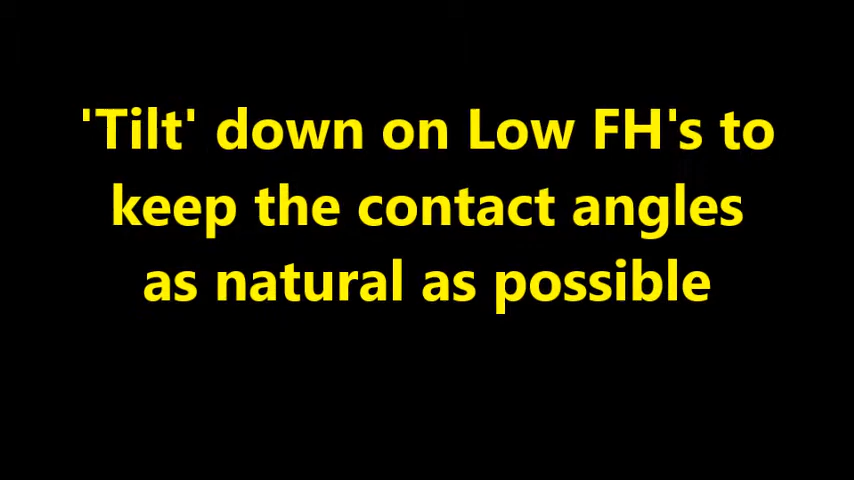 'Tilt' down on Low FH's to
keep the contact angles
as natural as possible